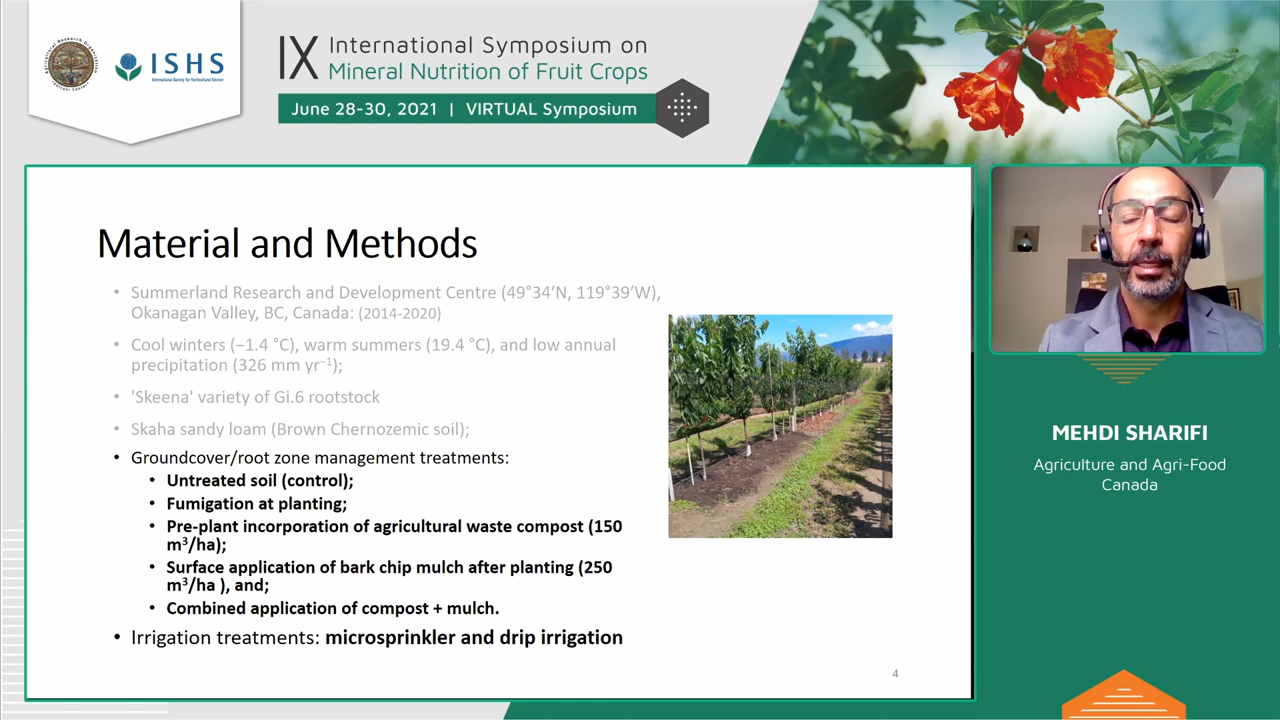 ISHS
International Society for Horticultural Science
IX International Symposium on
Mineral Nutrition of Fruit Crops
June 28-30, 2021 | VIRTUAL Symposium
Material and Methods
• Summerland Research and Development Centre (49°34’N, 119°39’W),
Okanagan Valley, BC, Canada: (2014-2020)
• Cool winters (−1.4 °C), warm summers (19.4 °C), and low annual
precipitation (326 mm yr⁻¹);
• 'Skeena' variety of Gi.6 rootstock
• Skaha sandy loam (Brown Chernozemic soil);
• Groundcover/root zone management treatments:
• Untreated soil (control);
• Fumigation at planting;
• Pre-plant incorporation of agricultural waste compost (150
m³/ha);
• Surface application of bark chip mulch after planting (250
m³/ha ), and;
• Combined application of compost + mulch.
• Irrigation treatments: microsprinkler and drip irrigation
4
MEHDI SHARIFI
Agriculture and Agri-Food
Canada